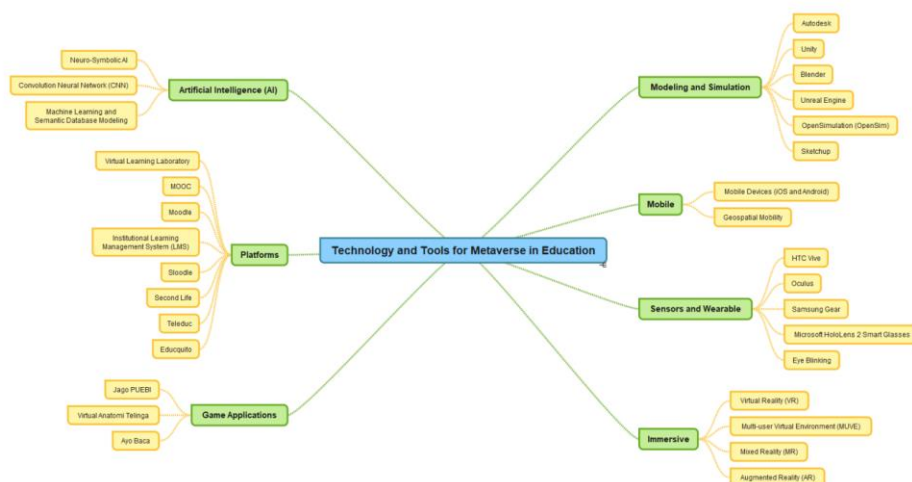 Technology and Tools for Metaverse in Education
Artificial Intelligence (AI)
Neuro-Symbolic AI
Convolution Neural Network (CNN)
Machine Learning and
Semantic Database Modeling
Platforms
Virtual Learning Laboratory
MOOC
Moodle
Institutional Learning
Management System (LMS)
Sloodle
Second Life
Teleduc
Educquito
Game Applications
Jago PUEBI
Virtual Anatomi Telinga
Ayo Baca
Modeling and Simulation
Autodesk
Unity
Blender
Unreal Engine
OpenSimulation (OpenSim)
Sketchup
Mobile
Mobile Devices (iOS and Android)
Geospatial Mobility
Sensors and Wearable
HTC Vive
Oculus
Samsung Gear
Microsoft HoloLens 2 Smart Glasses
Eye Blinking
Immersive
Virtual Reality (VR)
Multi-user Virtual Environment (MUVE)
Mixed Reality (MR)
Augmented Reality (AR)